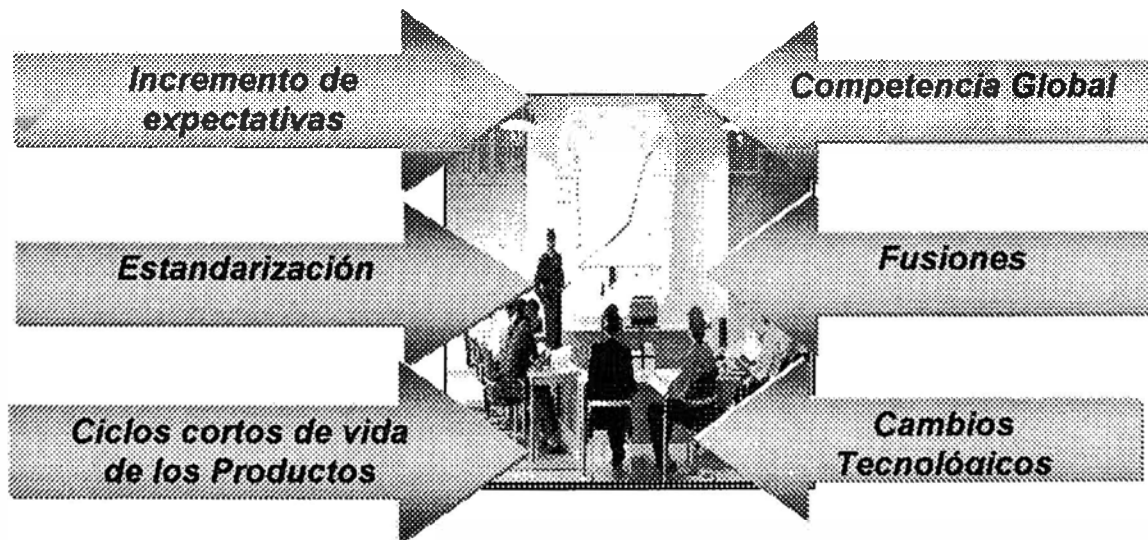 Incremento de
expectativas
Competencia Global
Estandarización
Fusiones
Ciclos cortos de vida
de los Productos
Cambios
Tecnológicos